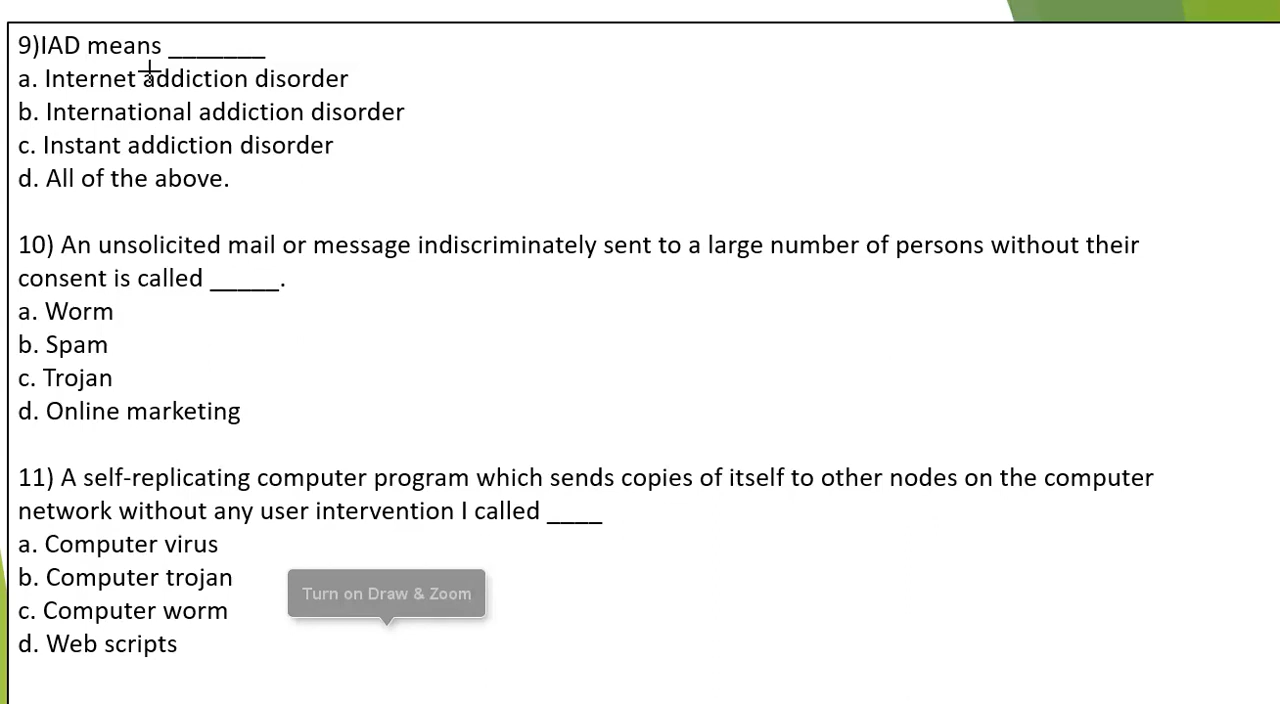 9)IAD means _______
a. Internet addiction disorder
b. International addiction disorder
c. Instant addiction disorder
d. All of the above.
10) An unsolicited mail or message indiscriminately sent to a large number of persons without their
consent is called _____.
a. Worm
b. Spam
c. Trojan
d. Online marketing
11) A self-replicating computer program which sends copies of itself to other nodes on the computer
network without any user intervention I called ____
a. Computer virus
b. Computer trojan
Turn on Draw & Zoom
c. Computer worm
d. Web scripts